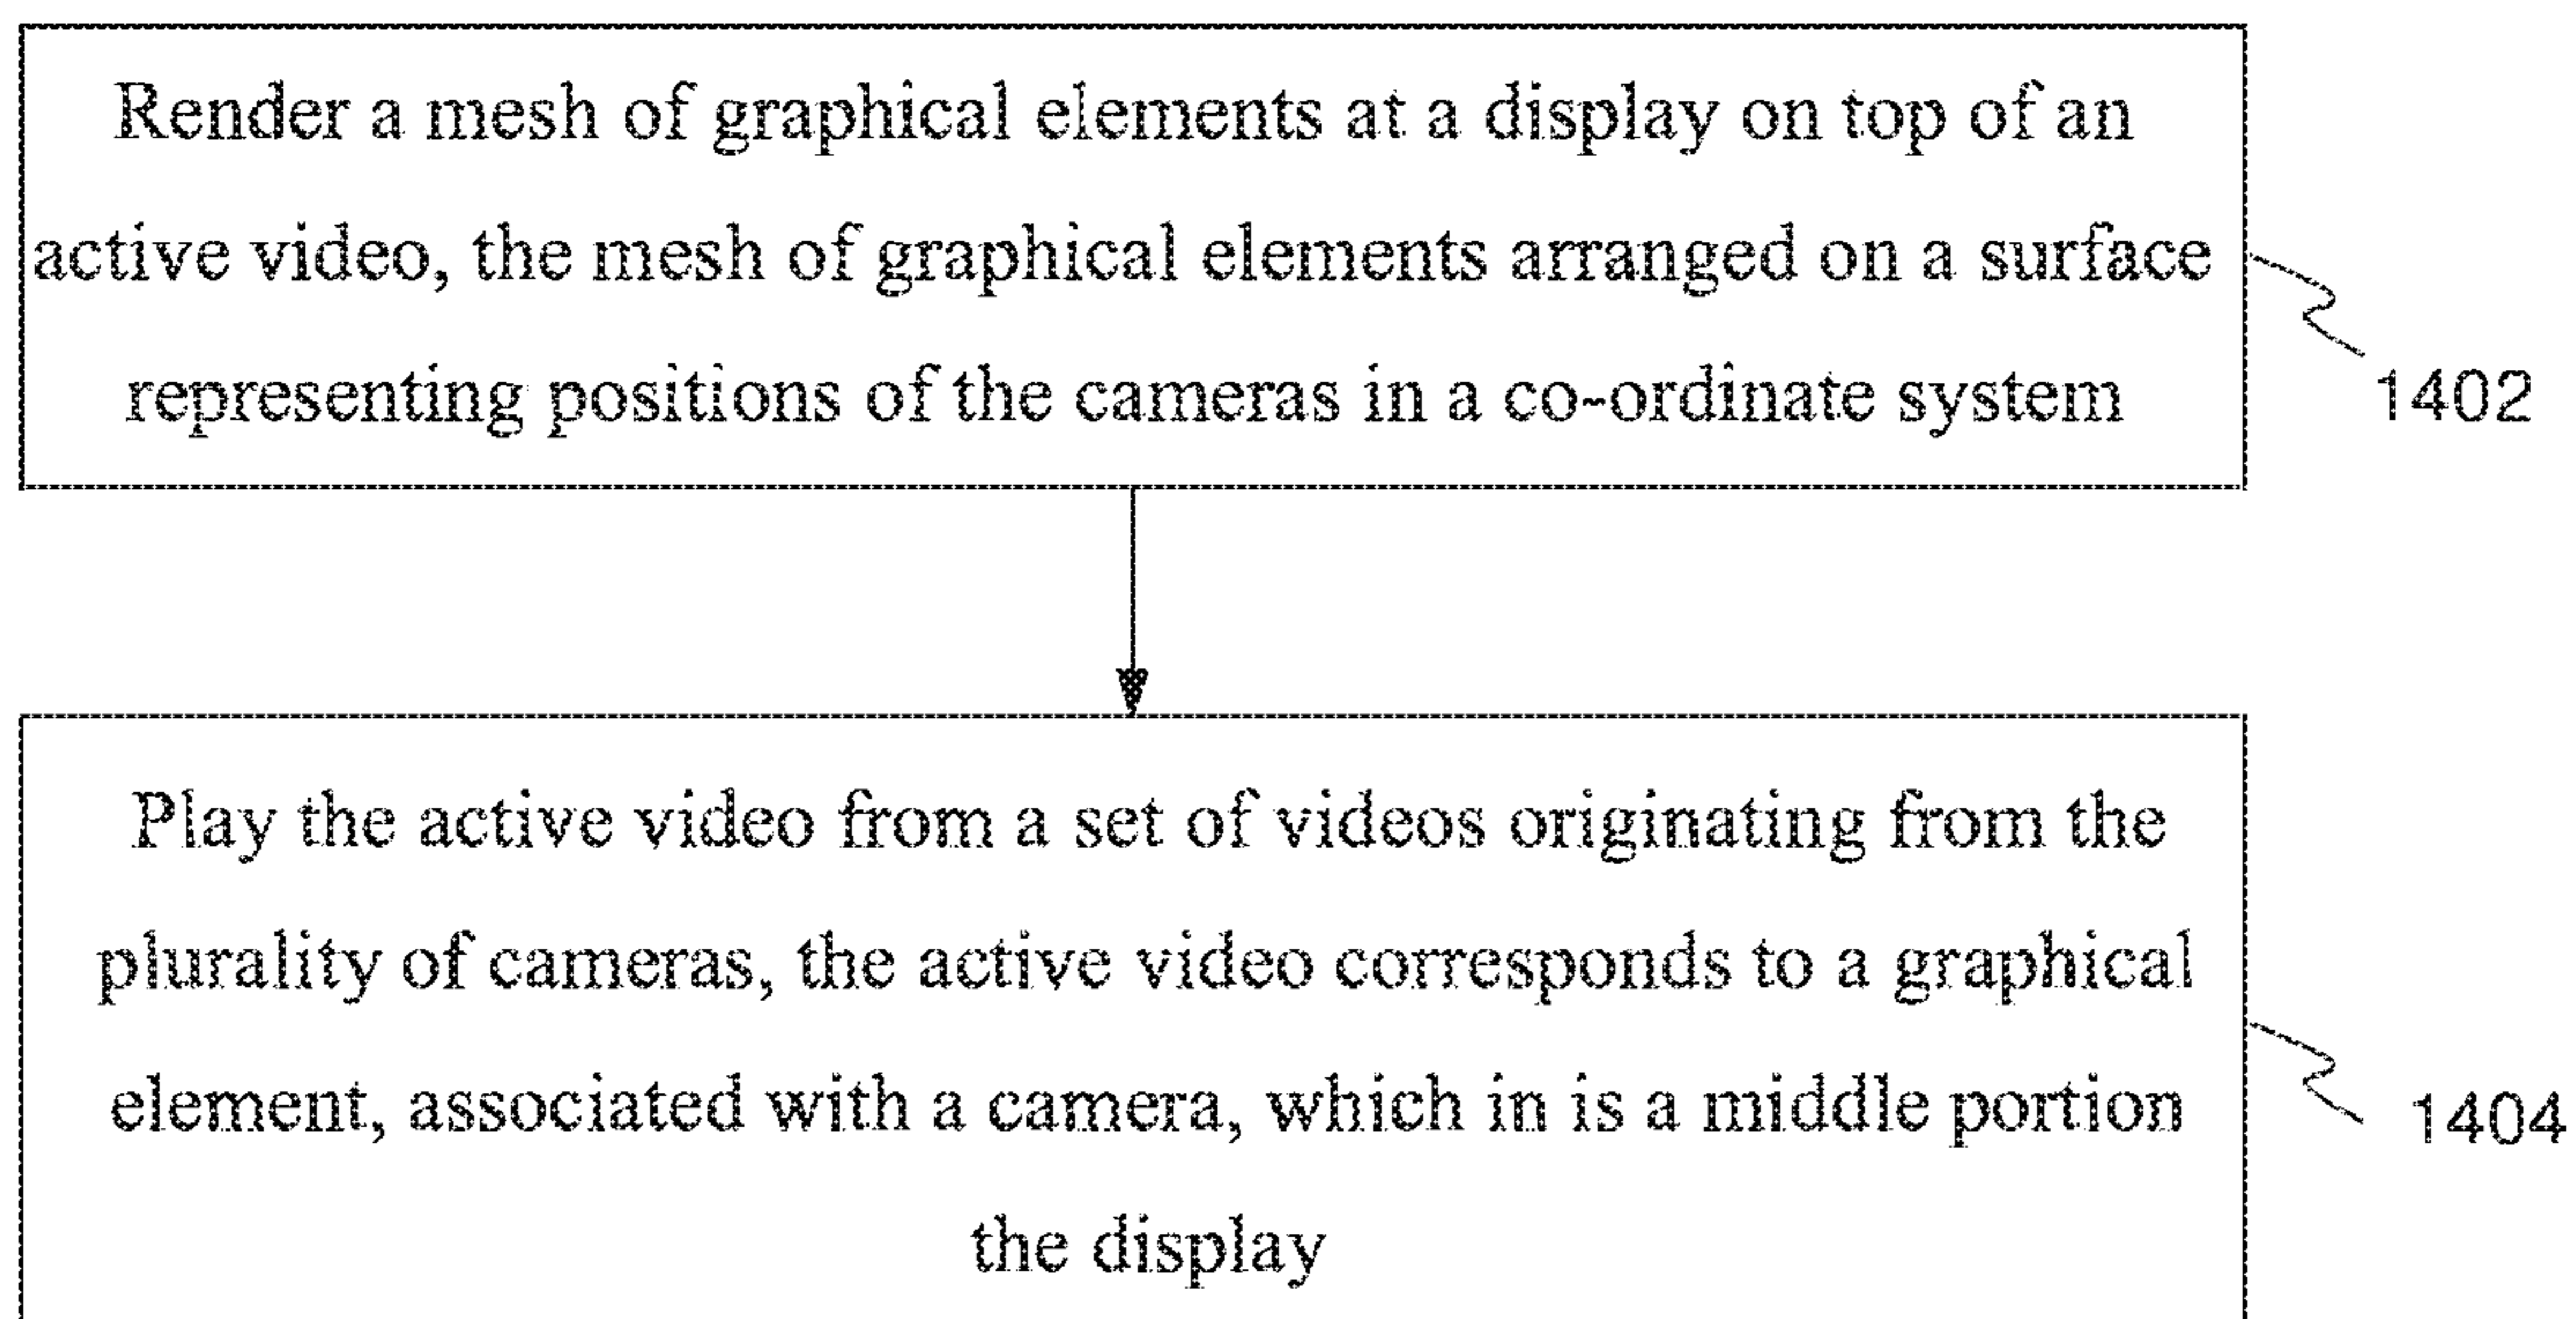 Render a mesh of graphical elements at a display on top of an
active video, the mesh of graphical elements arranged on a surface
representing positions of the cameras in a co-ordinate system
1402
Play the active video from a set of videos originating from the
plurality of cameras, the active video corresponds to a graphical
element, associated with a camera, which in is a middle portion
the display
1404